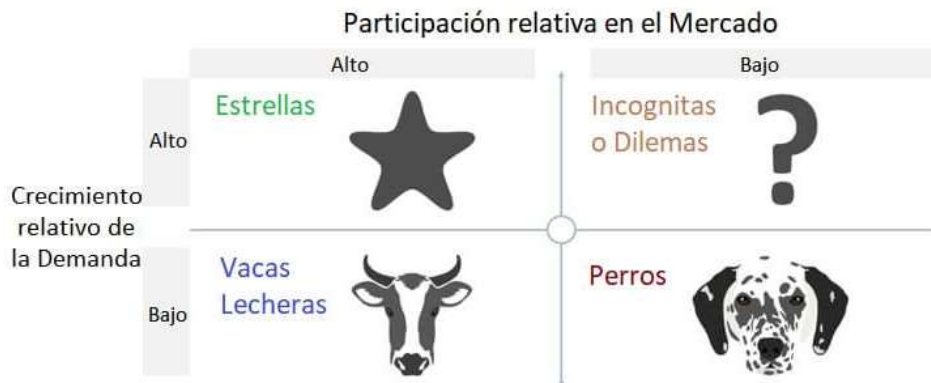 Participación relativa en el Mercado
Alto
Bajo
Estrellas
Incognitas
o Dilemas
?
Alto
Crecimiento
relativo de
la Demanda
Vacas
Lecheras
Perros
Bajo